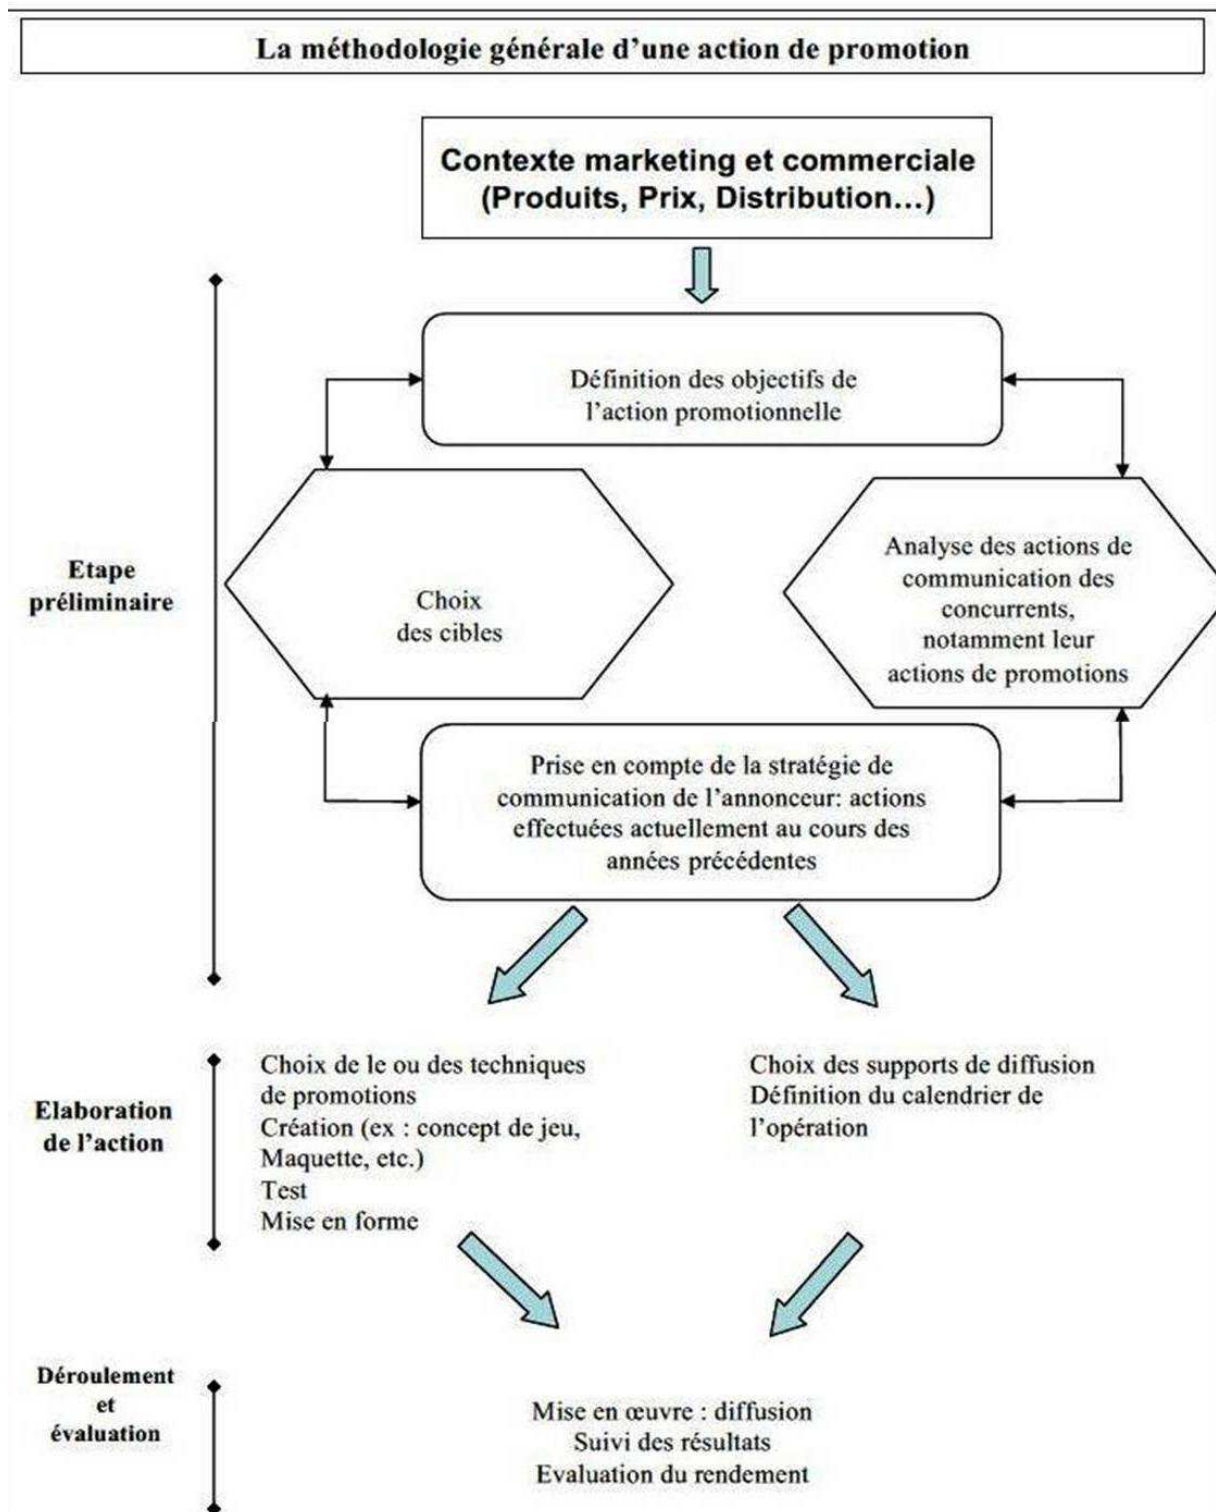 La méthodologie générale d'une action de promotion
Contexte marketing et commerciale
(Produits, Prix, Distribution…)
Définition des objectifs de
l'action promotionnelle
Etape
préliminaire
Choix
des cibles
Analyse des actions de
communication des
concurrents,
notamment leur
actions de promotions
Prise en compte de la stratégie de
communication de l'annonceur: actions
effectuées actuellement au cours des
années précédentes
Elaboration
de l'action
Choix de le ou des techniques
de promotions
Création (ex : concept de jeu,
Maquette, etc.)
Test
Mise en forme
Choix des supports de diffusion
Définition du calendrier de
l'opération
Déroulement
et
évaluation
Mise en œuvre : diffusion
Suivi des résultats
Evaluation du rendement